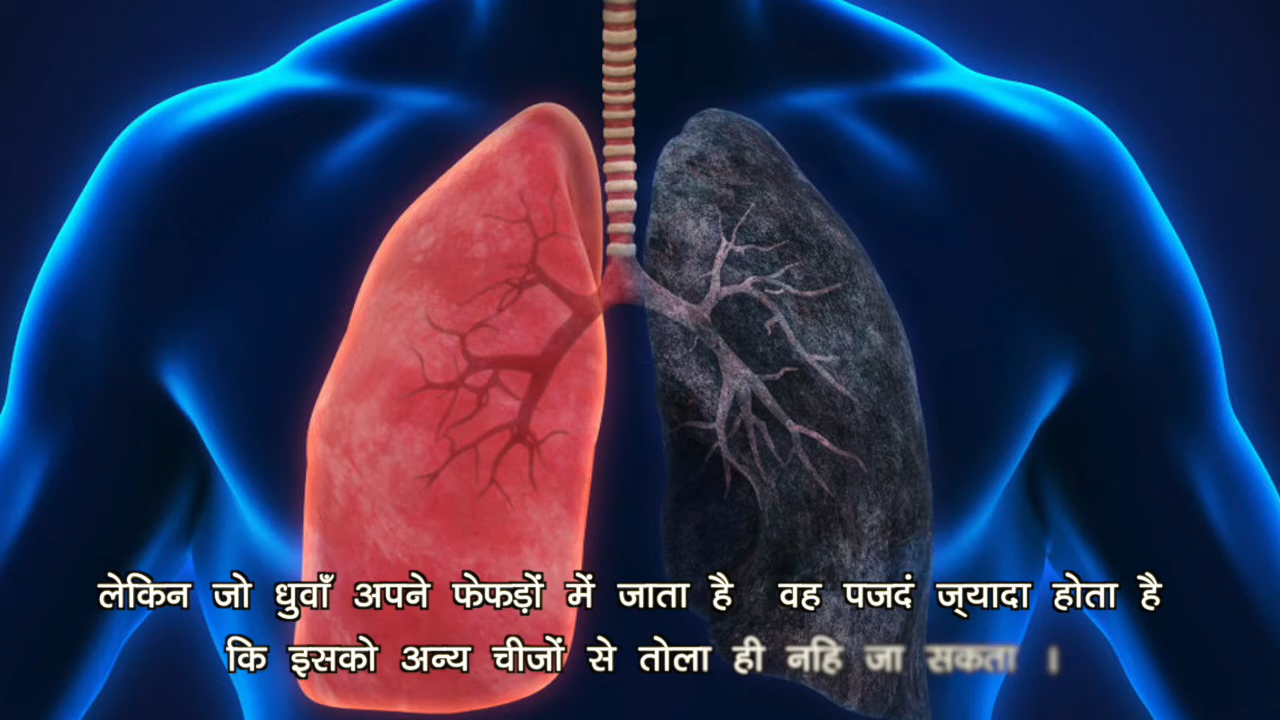 लेकिन जो धुवाँ अपने फेफड़ों में जाता है वह पजदं ज्यादा होता है
कि इसको अन्य चीजों से तोला ही नहि जा सकता ।